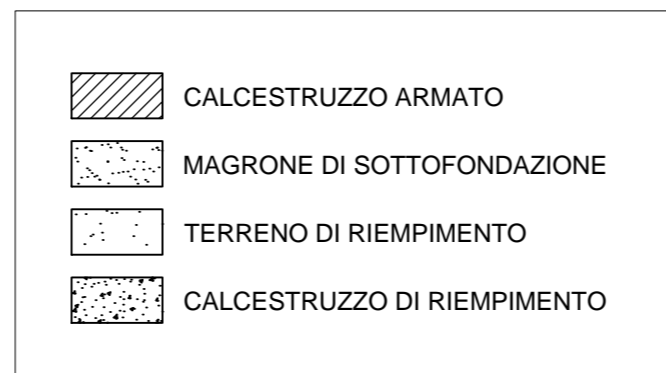 CALCESTRUZZO ARMATO
MAGRONE DI SOTTOFONDAZIONE
TERRENO DI RIEMPIMENTO
CALCESTRUZZO DI RIEMPIMENTO